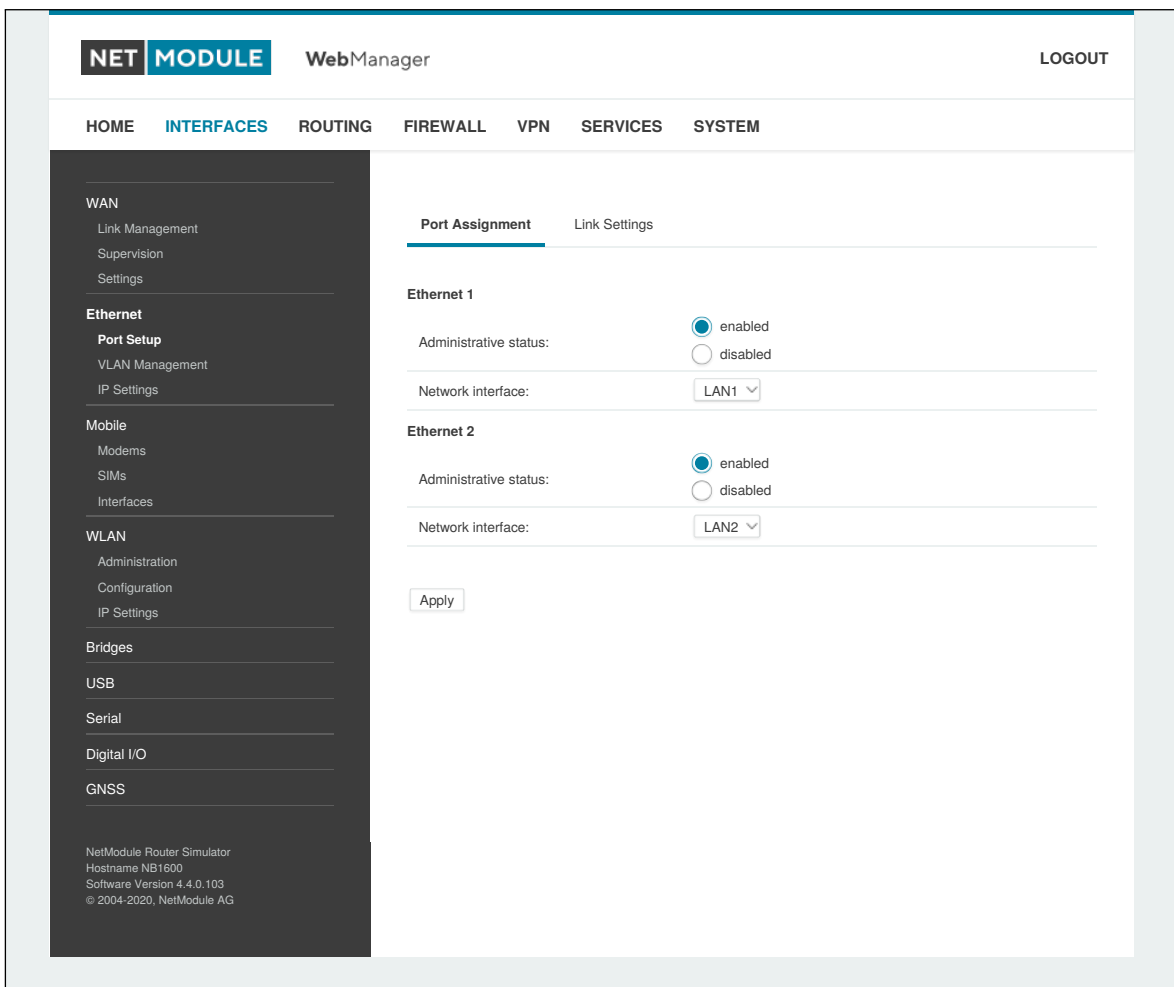 NET MODULE WebManager LOGOUT
HOME INTERFACES ROUTING FIREWALL VPN SERVICES SYSTEM
WAN
Link Management
Supervision
Settings
Ethernet
Port Setup
VLAN Management
IP Settings
Mobile
Modems
SIMs
Interfaces
WLAN
Administration
Configuration
IP Settings
Bridges
USB
Serial
Digital I/O
GNSS
NetModule Router Simulator
Hostname NB1600
Software Version 4.4.0.103
© 2004-2020, NetModule AG
Port Assignment Link Settings
Ethernet 1
Administrative status:
enabled
disabled
Network interface: LAN1
Ethernet 2
Administrative status:
enabled
disabled
Network interface: LAN2
Apply